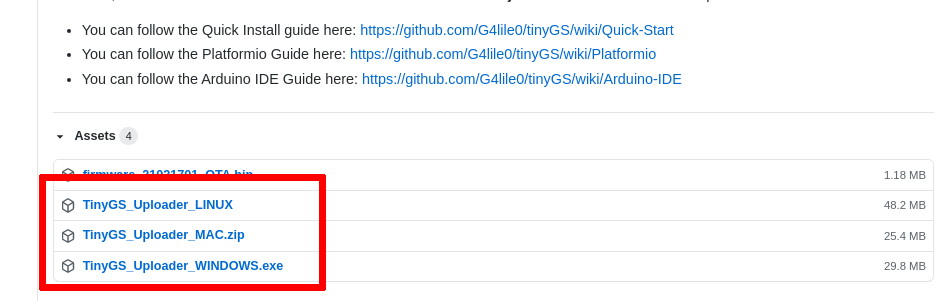 You can follow the Quick Install guide here: https://github.com/G4lile0/tinyGS/wiki/Quick-Start
You can follow the Platformio Guide here: https://github.com/G4lile0/tinyGS/wiki/Platformio
You can follow the Arduino IDE Guide here: https://github.com/G4lile0/tinyGS/wiki/Arduino-IDE
Assets 4
firmware_21031701_OTA.bin 1.18 MB
TinyGS_Uploader_LINUX 48.2 MB
TinyGS_Uploader_MAC.zip 25.4 MB
TinyGS_Uploader_WINDOWS.exe 29.8 MB